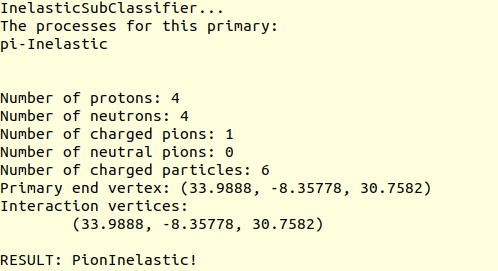 InelasticSubClassifier...
The processes for this primary:
pi-Inelastic
Number of protons: 4
Number of neutrons: 4
Number of charged pions: 1
Number of neutral pions: 0
Number of charged particles: 6
Primary end vertex: (33.9888, -8.35778, 30.7582)
Interaction vertices:
(33.9888, -8.35778, 30.7582)
RESULT: PionInelastic!